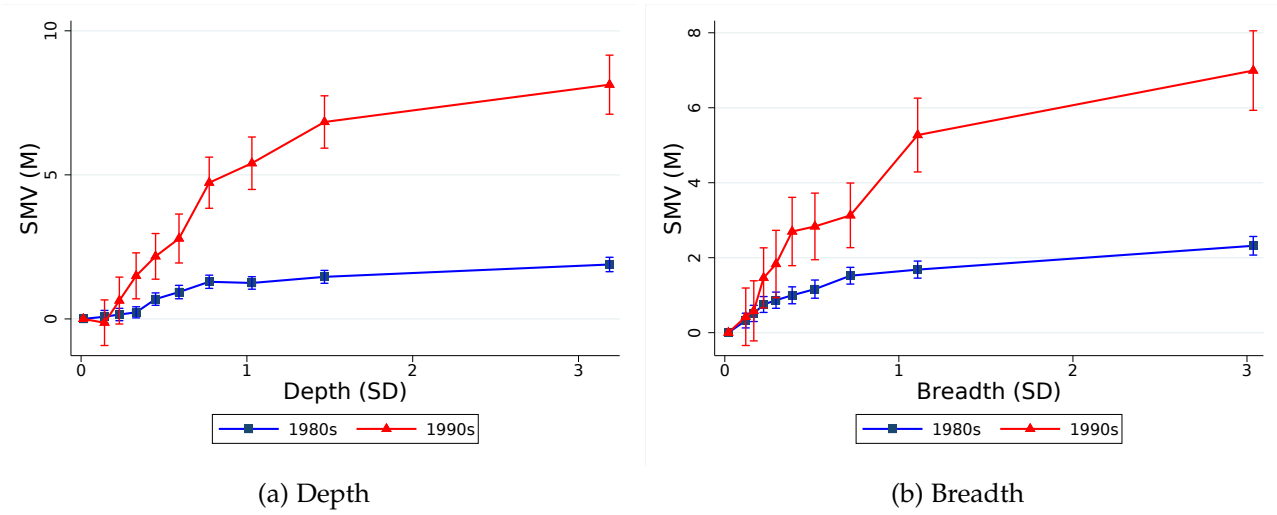 10
5
0
SMV (M)
0 1 2 3
Depth (SD)
1980s 1990s
(a) Depth
8
6
4
2
0
SMV (M)
0 1 2 3
Breadth (SD)
1980s 1990s
(b) Breadth